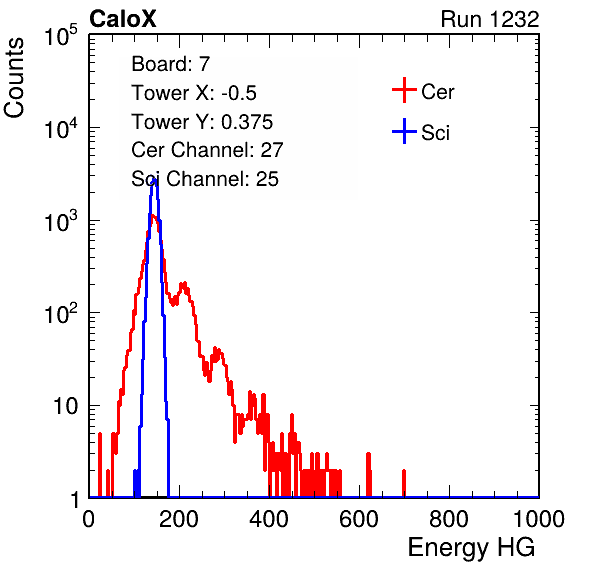 CaloX Run 1232
Counts
10^5
10^4
10^3
10^2
10
1
Board: 7
Tower X: -0.5
Tower Y: 0.375
Cer Channel: 27
Sci Channel: 25
Cer
Sci
0 200 400 600 800 1000
Energy HG